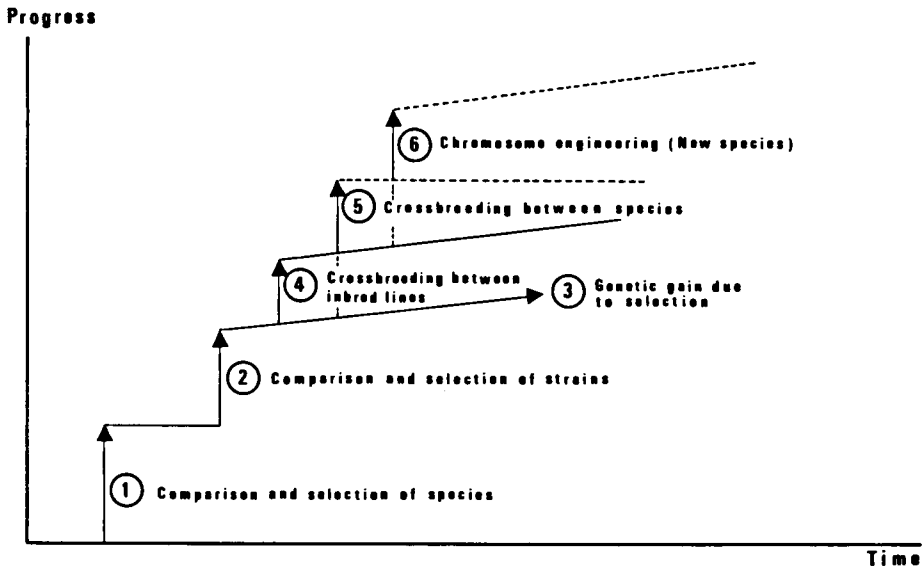 Progress
6 Chromosome engineering (New species)
5 Crossbreeding between species
4 Crossbreeding between
inbred lines
3 Genetic gain due
to selection
2 Comparison and selection of strains
1 Comparison and selection of species
Time